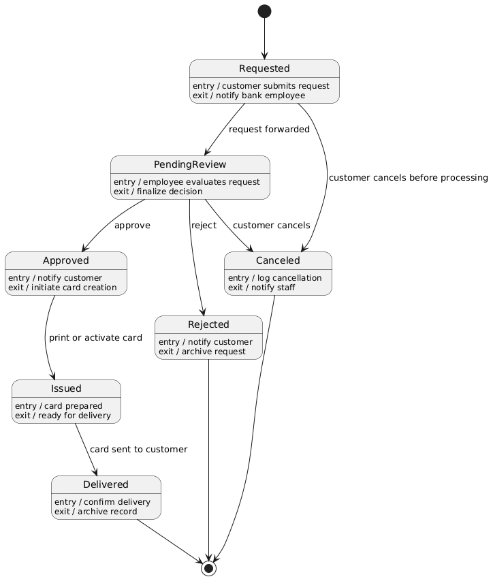 Requested
entry / customer submits request
exit / notify bank employee
request forwarded
customer cancels before processing
PendingReview
entry / employee evaluates request
exit / finalize decision
approve
reject
customer cancels
Approved
entry / notify customer
exit / initiate card creation
Canceled
entry / log cancellation
exit / notify staff
Rejected
entry / notify customer
exit / archive request
print or activate card
Issued
entry / card prepared
exit / ready for delivery
card sent to customer
Delivered
entry / confirm delivery
exit / archive record